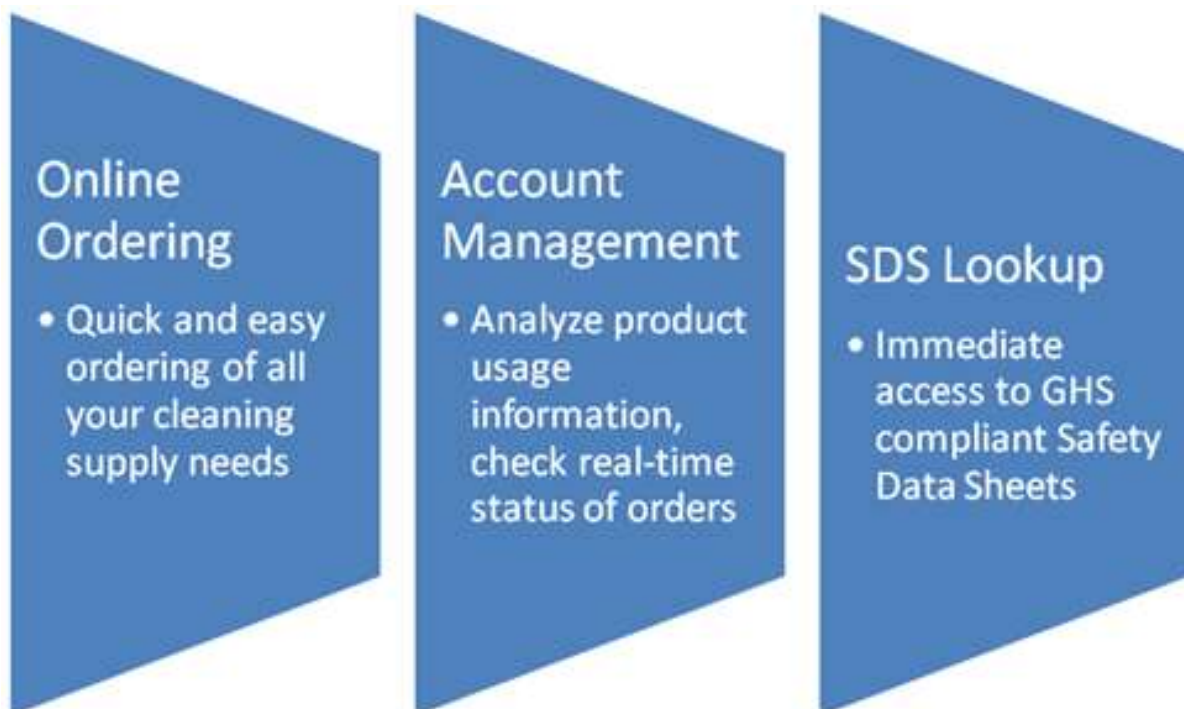 Online
Ordering
• Quick and easy
ordering of all
your cleaning
supply needs
Account
Management
• Analyze product
usage
information,
check real-time
status of orders
SDS Lookup
• Immediate
access to GHS
compliant Safety
Data Sheets